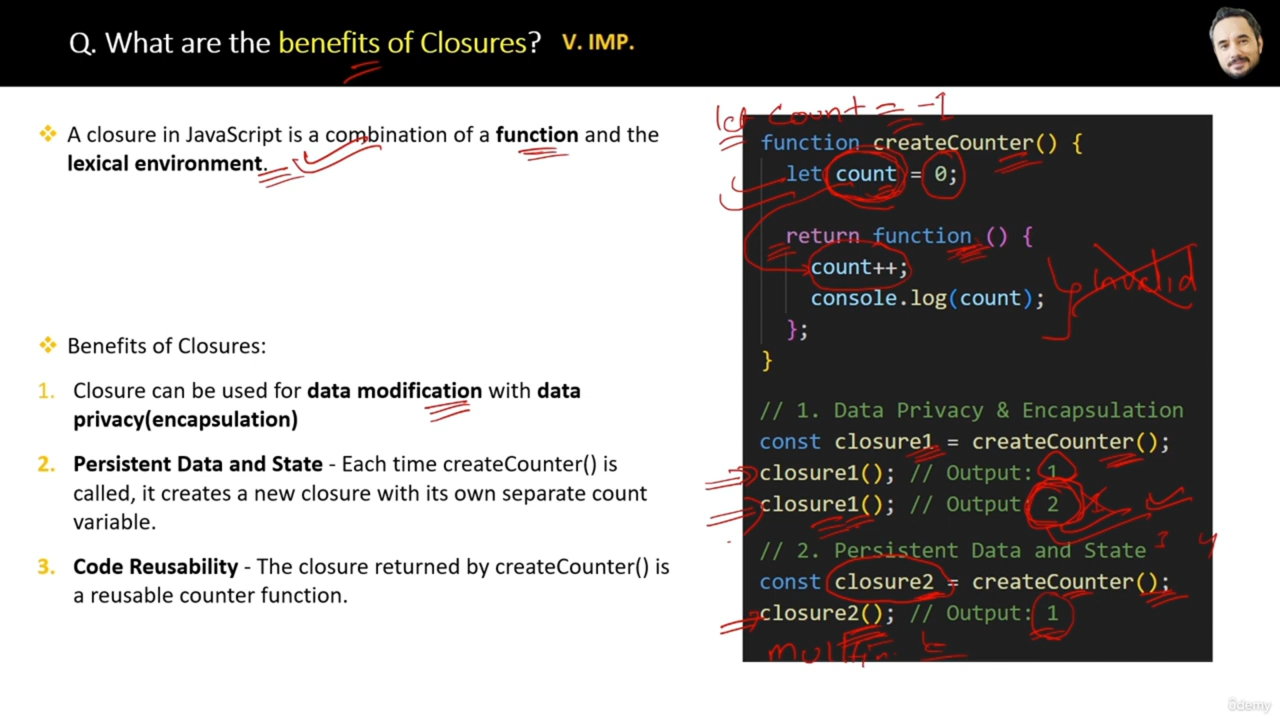 Q. What are the benefits of Closures? V. IMP.
❖ A closure in JavaScript is a combination of a function and the
lexical environment.
❖ Benefits of Closures:
1. Closure can be used for data modification with data
privacy(encapsulation)
2. Persistent Data and State - Each time createCounter() is
called, it creates a new closure with its own separate count
variable.
3. Code Reusability - The closure returned by createCounter() is
a reusable counter function.
let count = -1
function createCounter() {
let count = 0;
return function () {
count++;
console.log(count);
invalid
};
}
// 1. Data Privacy & Encapsulation
const closure1 = createCounter();
closure1(); // Output: 1
closure1(); // Output: 2
// 2. Persistent Data and State 3 4
const closure2 = createCounter();
closure2(); // Output: 1
ûdemy